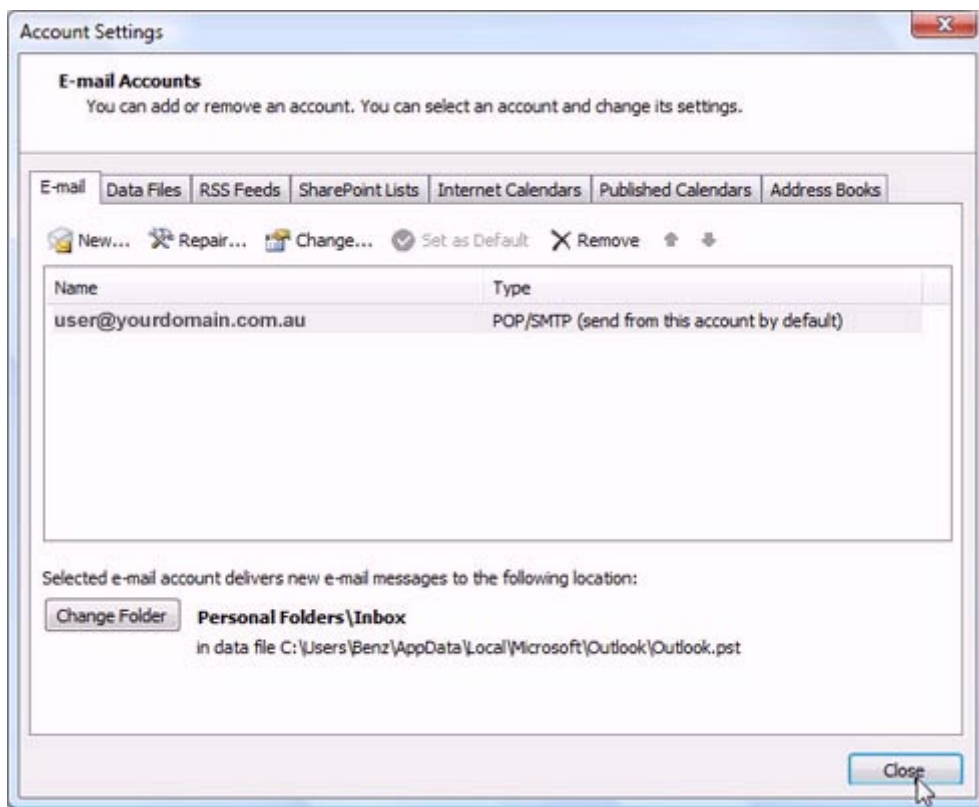 Account Settings
E-mail Accounts
You can add or remove an account. You can select an account and change its settings.
E-mail Data Files RSS Feeds SharePoint Lists Internet Calendars Published Calendars Address Books
New... Repair... Change... Set as Default Remove
Name Type
user@yourdomain.com.au POP/SMTP (send from this account by default)
Selected e-mail account delivers new e-mail messages to the following location:
Change Folder Personal Folders\Inbox
in data file C:\Users\Benz\AppData\Local\Microsoft\Outlook\Outlook.pst
Close